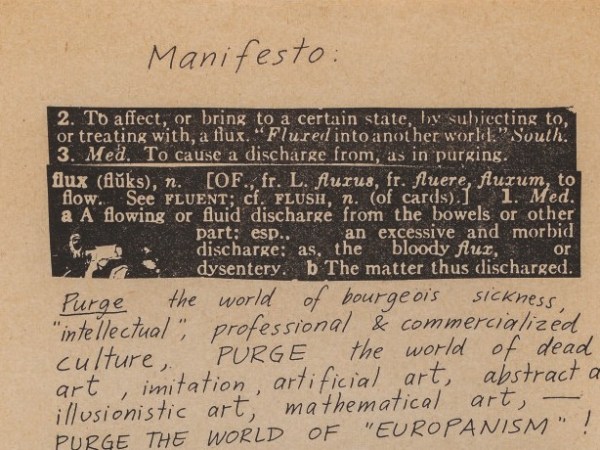 Manifesto:
2. To affect, or bring to a certain state, by subjecting to,
or treating with, a flux. "Fluxed into another world." South.
3. Med. To cause a discharge from, as in purging.
flux (flŭks), n. [OF., fr. L. fluxus, fr. fluere, fluxum, to
flow. See FLUENT; cf. FLUSH, n. (of cards).] 1. Med.
a A flowing or fluid discharge from the bowels or other
part: esp., an excessive and morbid
discharge: as, the bloody flux, or
dysentery. b The matter thus discharged.
Purge the world of bourgeois sickness,
"intellectual", professional & commercialized
culture, PURGE the world of dead
art, imitation, artificial art, abstract a
illusionistic art, mathematical art, —
PURGE THE WORLD OF "EUROPANISM"!